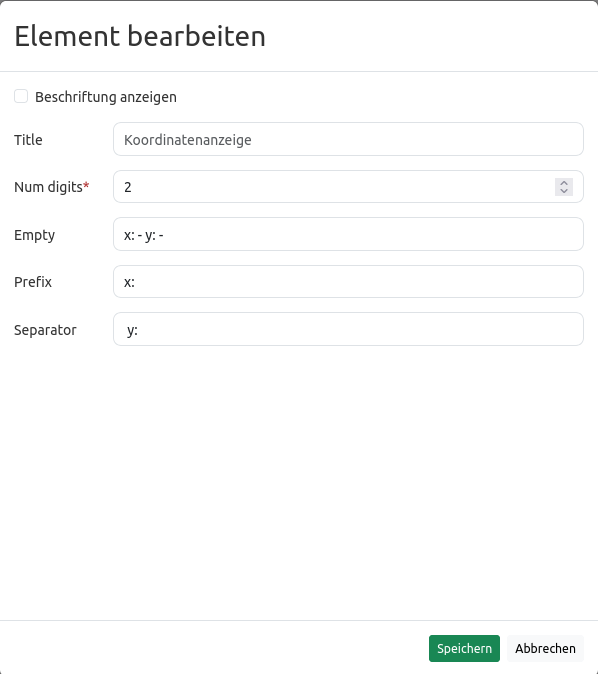 Element bearbeiten
Beschriftung anzeigen
Title Koordinatenanzeige
Num digits* 2
Empty x: - y: -
Prefix x:
Separator y:
Speichern Abbrechen